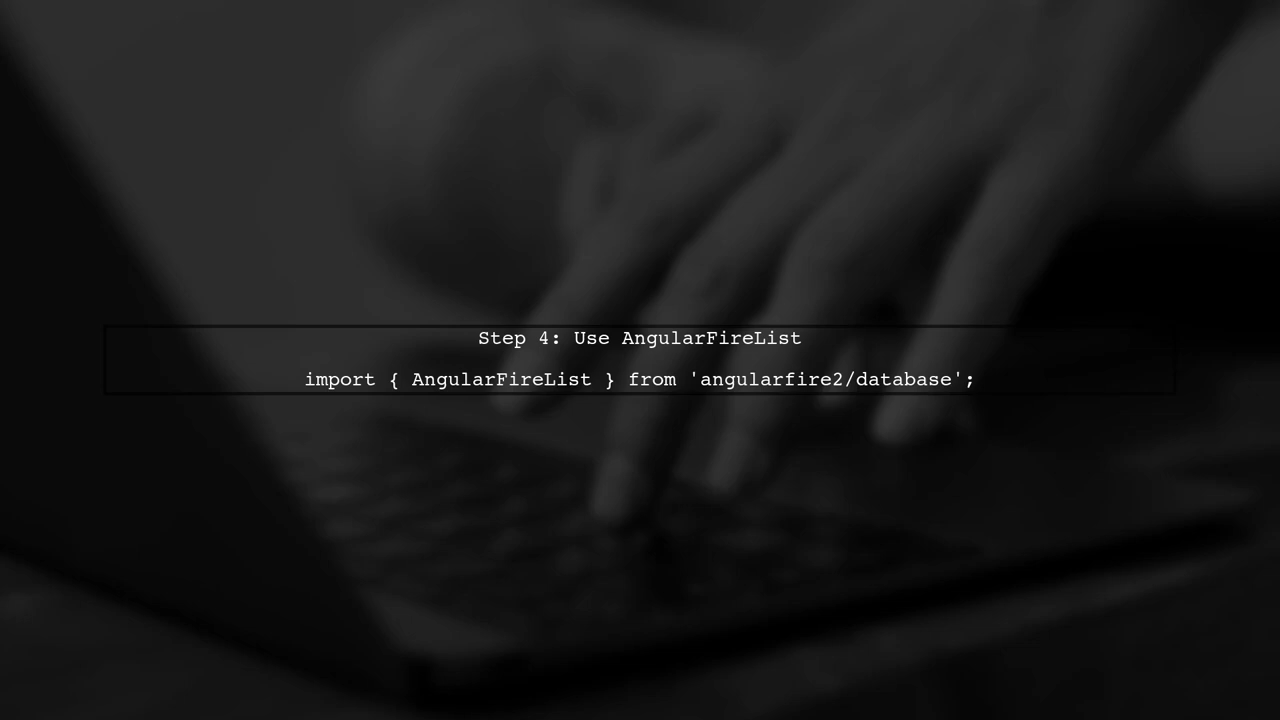 Step 4: Use AngularFireList
import { AngularFireList } from 'angularfire2/database';